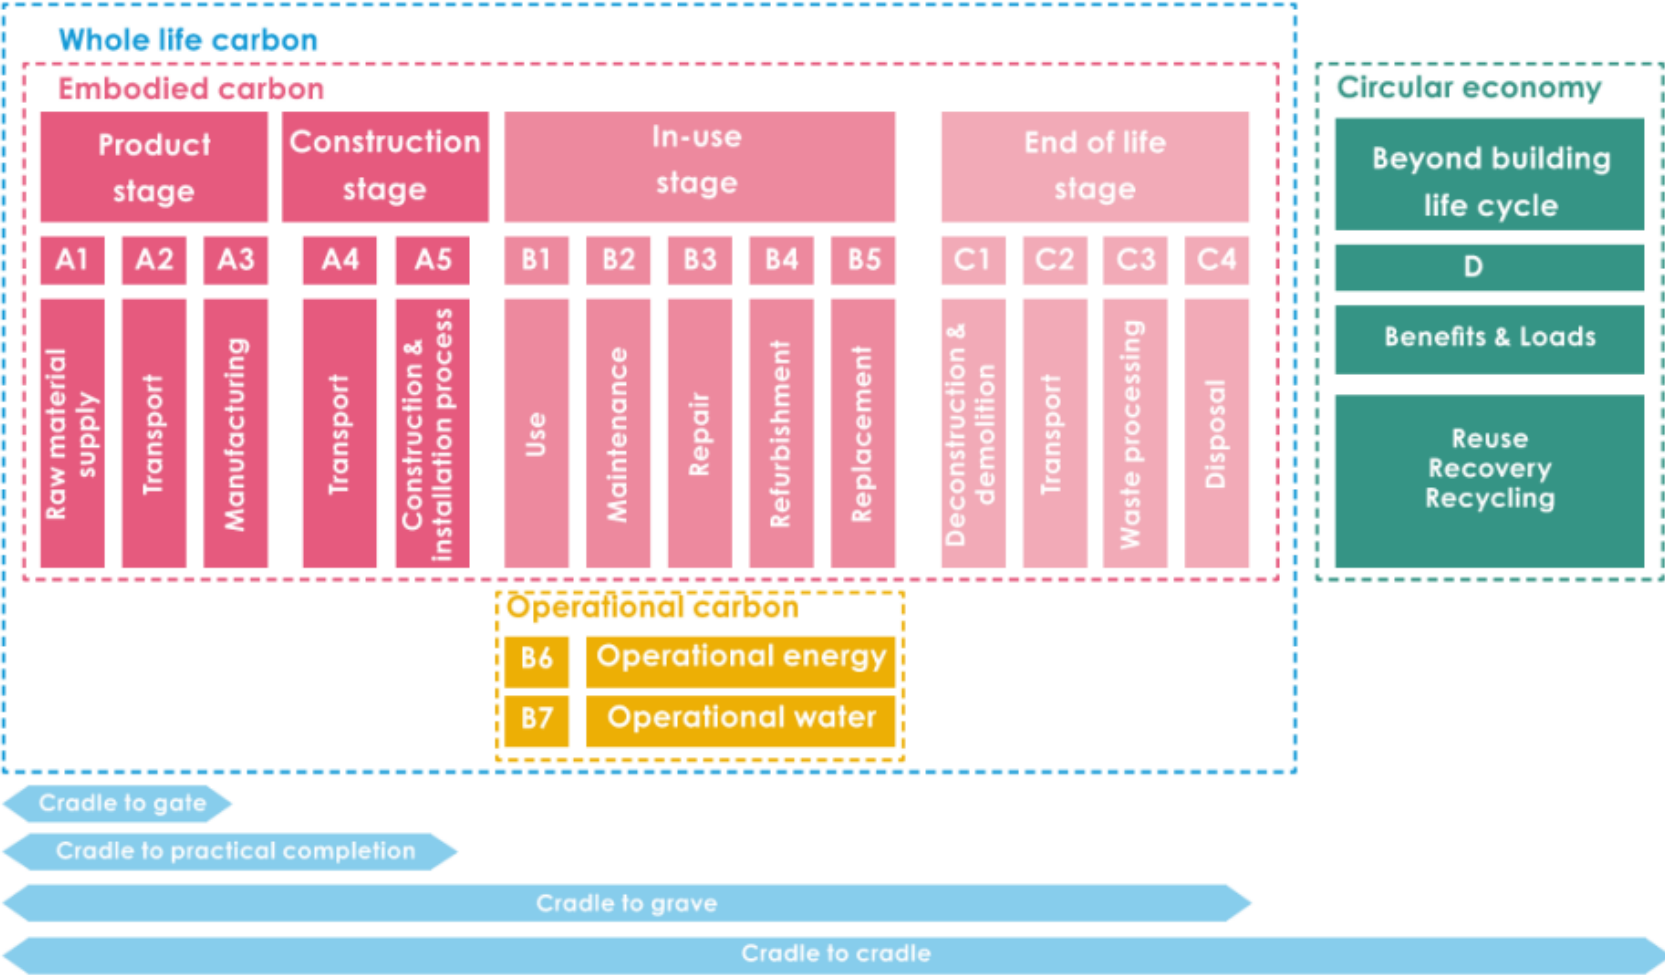 Whole life carbon
Embodied carbon
Circular economy
Product
stage
Construction
stage
In-use
stage
End of life
stage
Beyond building
life cycle
A1
A2
A3
A4
A5
B1
B2
B3
B4
B5
C1
C2
C3
C4
D
Raw material
supply
Transport
Manufacturing
Transport
Construction &
installation process
Use
Maintenance
Repair
Refurbishment
Replacement
Deconstruction &
demolition
Transport
Waste processing
Disposal
Benefits & Loads
Reuse
Recovery
Recycling
Operational carbon
B6
Operational energy
B7
Operational water
Cradle to gate
Cradle to practical completion
Cradle to grave
Cradle to cradle